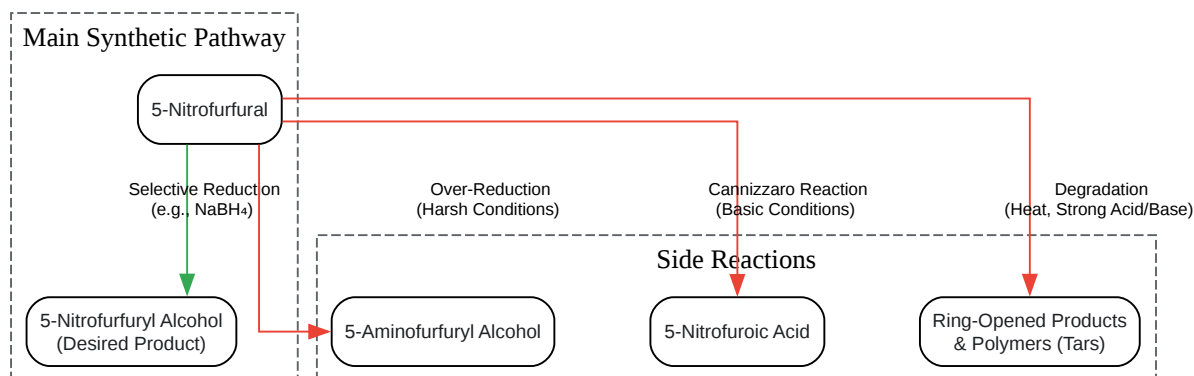 Main Synthetic Pathway
5-Nitrofurfural
Selective Reduction
(e.g., NaBH₄)
Over-Reduction
(Harsh Conditions)
Cannizzaro Reaction
(Basic Conditions)
Degradation
(Heat, Strong Acid/Base)
Side Reactions
5-Nitrofurfuryl Alcohol
(Desired Product)
5-Aminofurfuryl Alcohol
5-Nitrofuroic Acid
Ring-Opened Products
& Polymers (Tars)